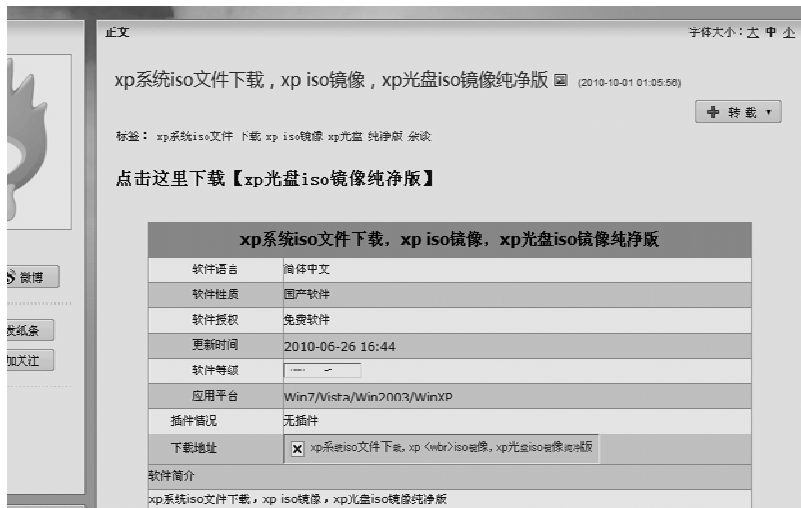 正文
字体大小：大 中 小
xp系统iso文件下载，xp iso镜像，xp光盘iso镜像纯净版 (2010-10-01 01:05:56)
转载
标签： xp系统iso文件 下载 xp iso镜像 xp光盘 纯净版 杂谈
点击这里下载【xp光盘iso镜像纯净版】
xp系统iso文件下载，xp iso镜像，xp光盘iso镜像纯净版
软件语言 简体中文
软件性质 国产软件
软件授权 免费软件
更新时间 2010-06-26 16:44
软件等级
应用平台 Win7/Vista/Win2003/WinXP
插件情况 无插件
下载地址 xp系统iso文件下载，xp <wbr>iso镜像，xp光盘iso镜像纯净版
软件简介
xp系统iso文件下载，xp iso镜像，xp光盘iso镜像纯净版
微博
发纸条
加关注